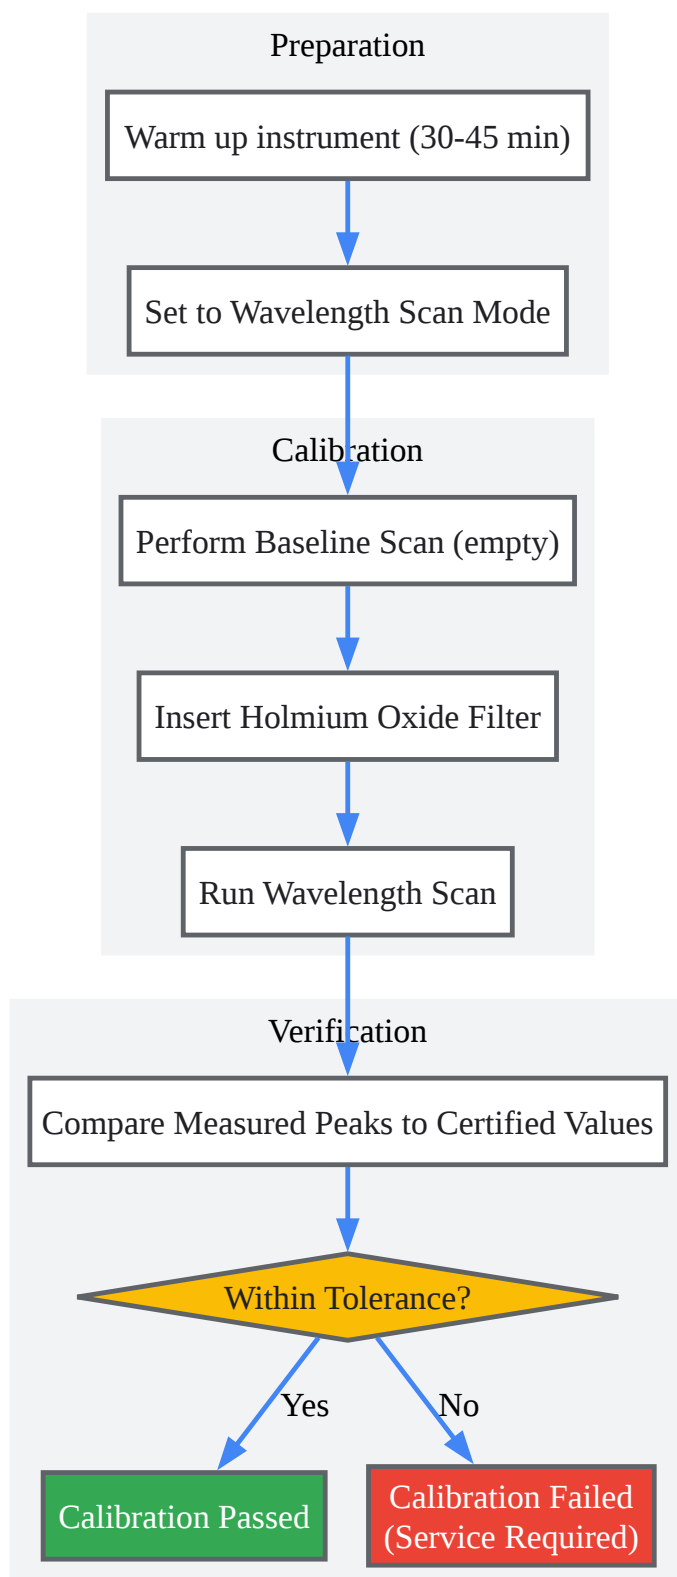 Preparation
Warm up instrument (30-45 min)
Set to Wavelength Scan Mode
Calibration
Perform Baseline Scan (empty)
Insert Holmium Oxide Filter
Run Wavelength Scan
Verification
Compare Measured Peaks to Certified Values
Within Tolerance?
Yes
No
Calibration Passed
Calibration Failed
(Service Required)